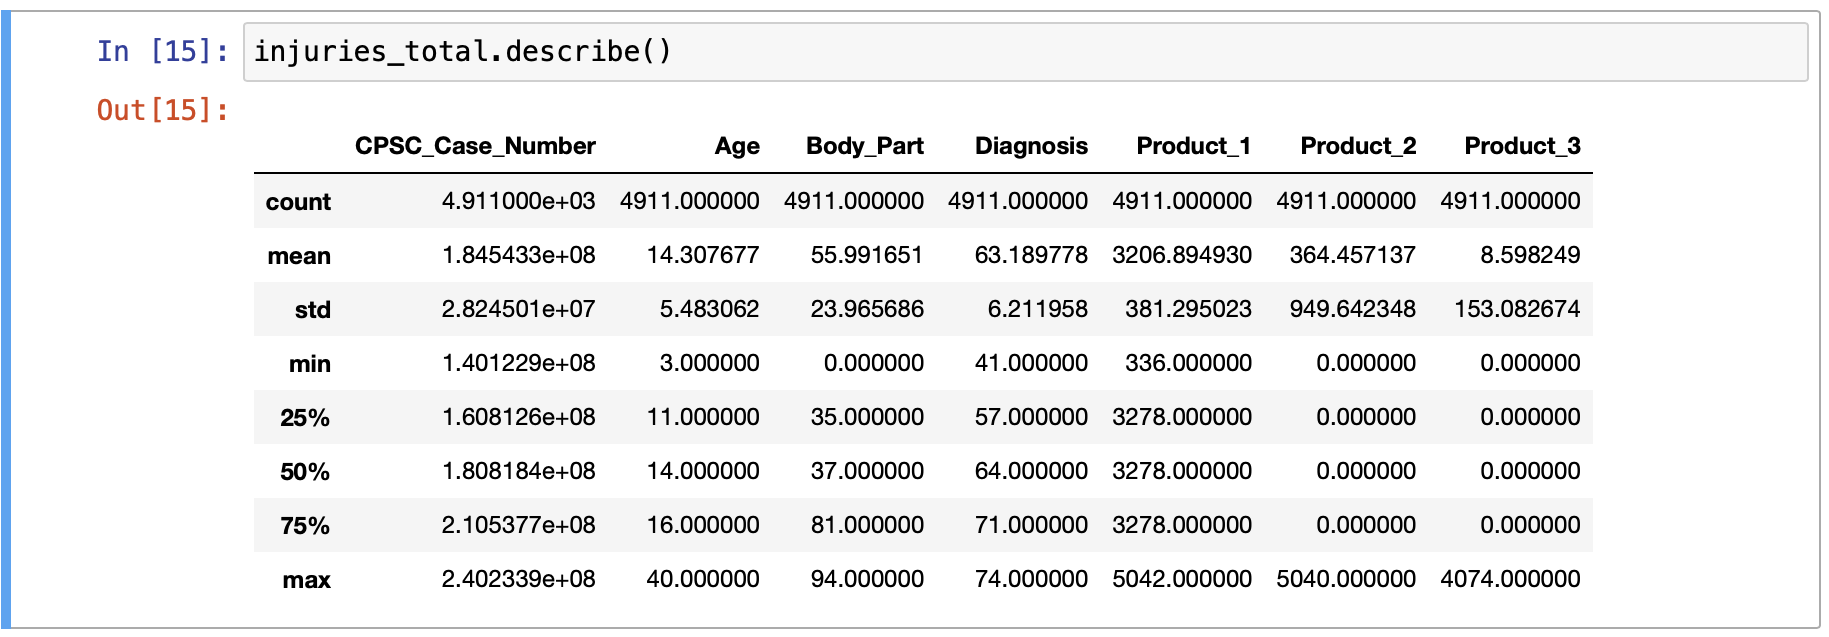 In [15]: injuries_total.describe()
Out[15]:
CPSC_Case_Number Age Body_Part Diagnosis Product_1 Product_2 Product_3
count 4.911000e+03 4911.000000 4911.000000 4911.000000 4911.000000 4911.000000 4911.000000
mean 1.845433e+08 14.307677 55.991651 63.189778 3206.894930 364.457137 8.598249
std 2.824501e+07 5.483062 23.965686 6.211958 381.295023 949.642348 153.082674
min 1.401229e+08 3.000000 0.000000 41.000000 336.000000 0.000000 0.000000
25% 1.608126e+08 11.000000 35.000000 57.000000 3278.000000 0.000000 0.000000
50% 1.808184e+08 14.000000 37.000000 64.000000 3278.000000 0.000000 0.000000
75% 2.105377e+08 16.000000 81.000000 71.000000 3278.000000 0.000000 0.000000
max 2.402339e+08 40.000000 94.000000 74.000000 5042.000000 5040.000000 4074.000000